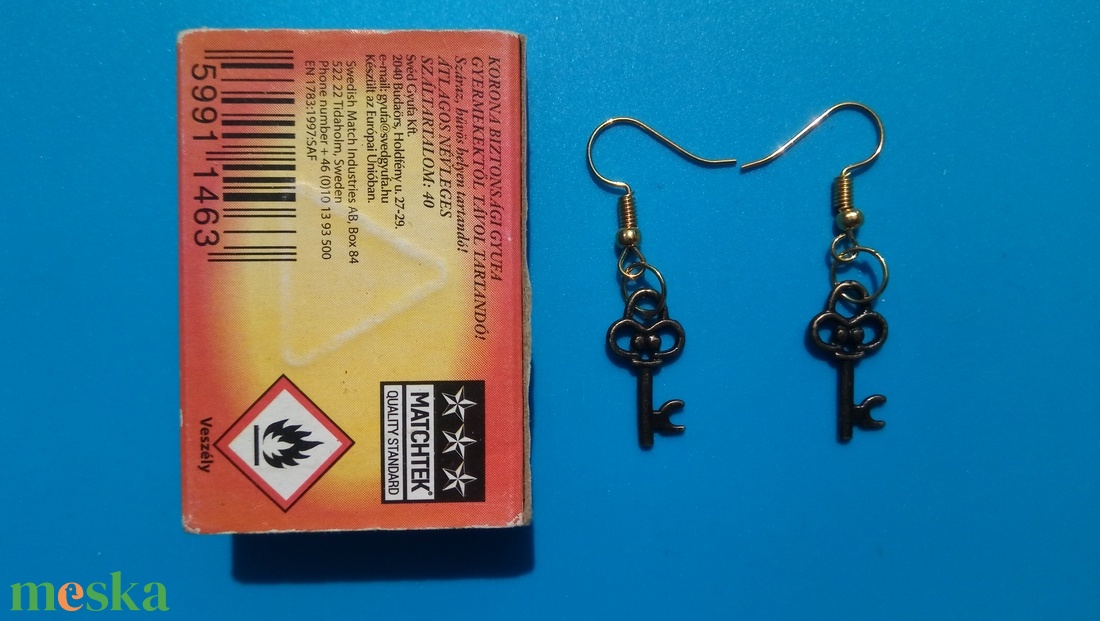 KORONA BIZTONSÁGI GYUFA
GYERMEKEKTŐL TÁVOL TARTANDÓ!
Száraz, hűvös helyen tartandó!
ÁTLAGOS NÉVLEGES
SZÁLTARTALOM: 40
Svéd Gyufa Kft.
2040 Budaörs, Holdfény u. 27-29.
e-mail: gyufa@svedgyufa.hu
Készült az Európai Unióban.
Swedish Match Industries AB, Box 84
522 22 Tidaholm, Sweden
Phone number + 46 (0)10 13 93 500
EN 1783:1997:SAF
5991 1463
MATCHTEK®
QUALITY STANDARD
Veszély
meska